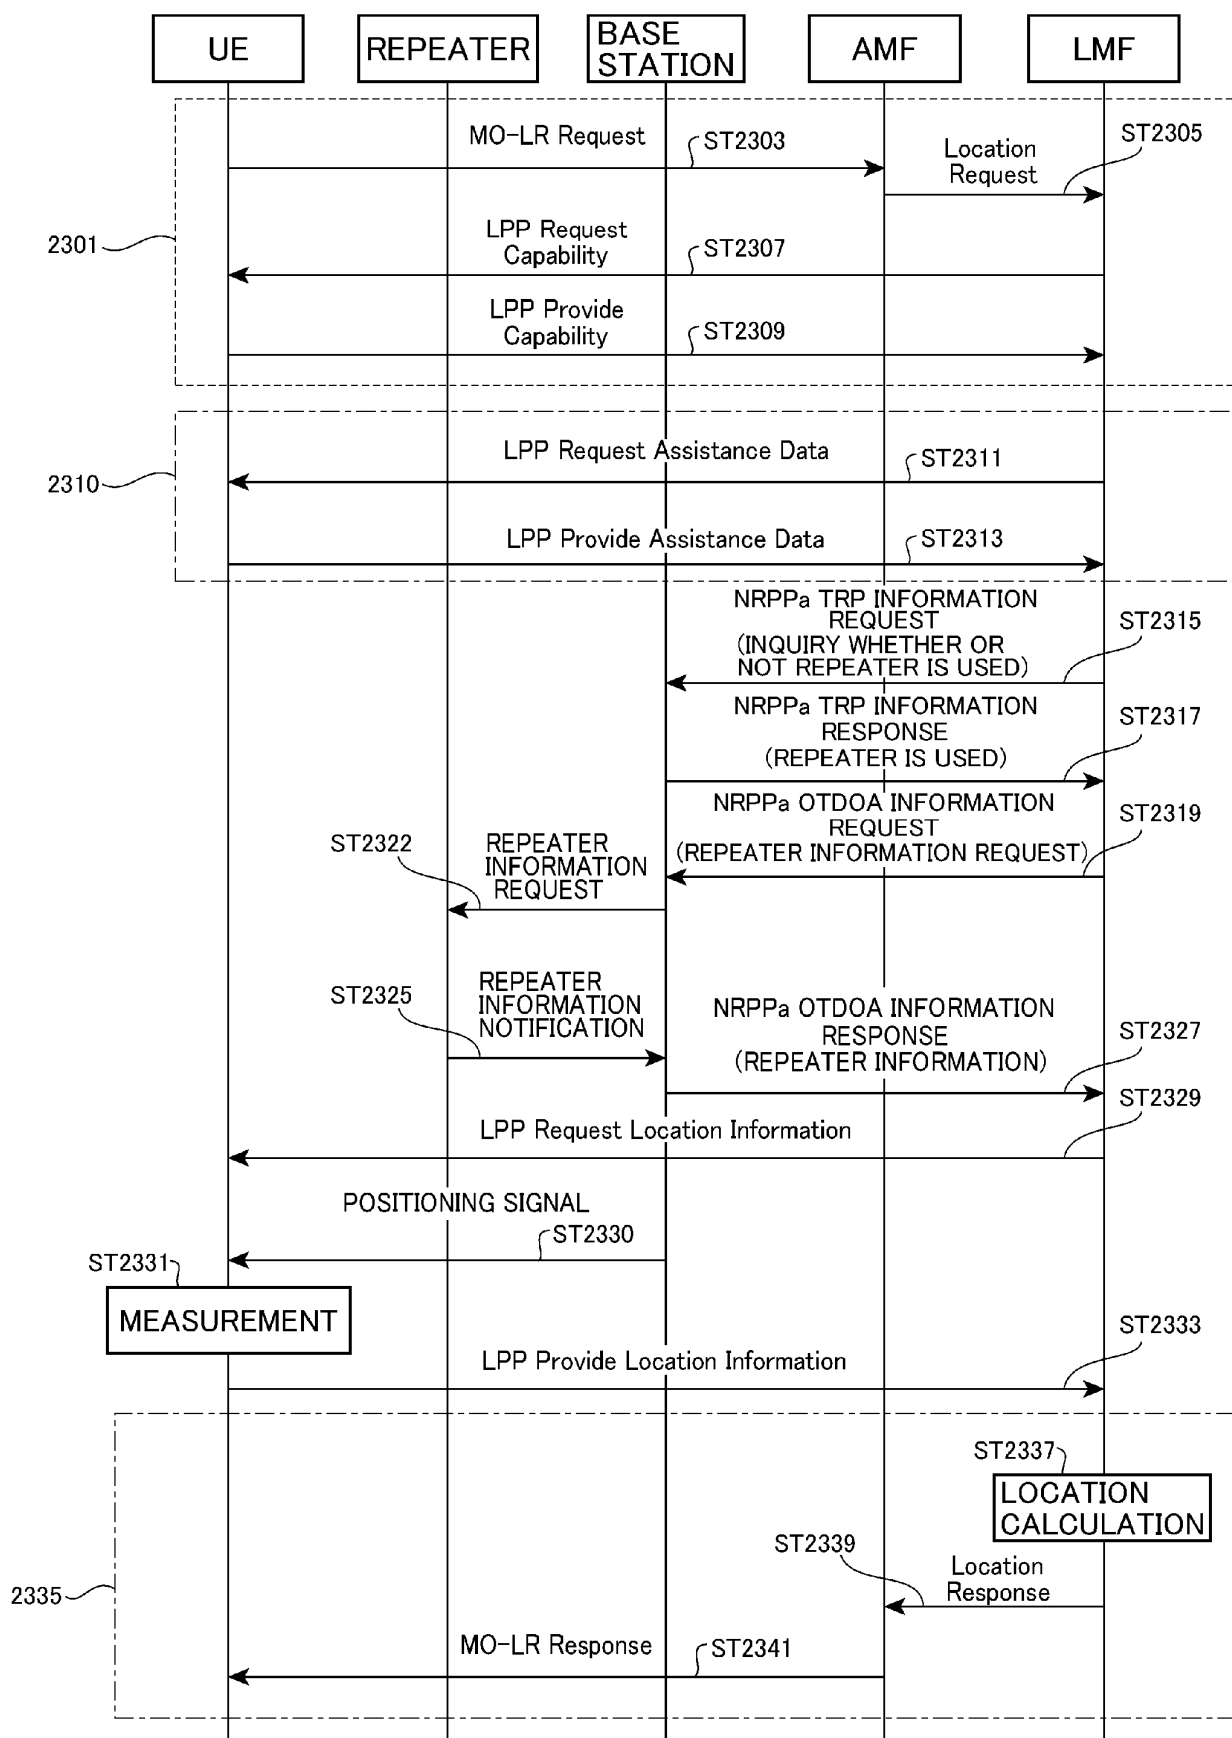 UE
REPEATER
BASE
STATION
AMF
LMF
MO-LR Request
ST2303
Location
Request
ST2305
2301
LPP Request
Capability
ST2307
LPP Provide
Capability
ST2309
2310
LPP Request Assistance Data
ST2311
LPP Provide Assistance Data
ST2313
NRPPa TRP INFORMATION
REQUEST
(INQUIRY WHETHER OR
NOT REPEATER IS USED)
ST2315
NRPPa TRP INFORMATION
RESPONSE
(REPEATER IS USED)
ST2317
NRPPa OTDOA INFORMATION
REQUEST
(REPEATER INFORMATION REQUEST)
ST2319
ST2322
REPEATER
INFORMATION
REQUEST
ST2325
REPEATER
INFORMATION
NOTIFICATION
NRPPa OTDOA INFORMATION
RESPONSE
(REPEATER INFORMATION)
ST2327
ST2329
LPP Request Location Information
POSITIONING SIGNAL
ST2330
ST2331
MEASUREMENT
ST2333
LPP Provide Location Information
2335
ST2337
LOCATION
CALCULATION
ST2339
Location
Response
MO-LR Response
ST2341